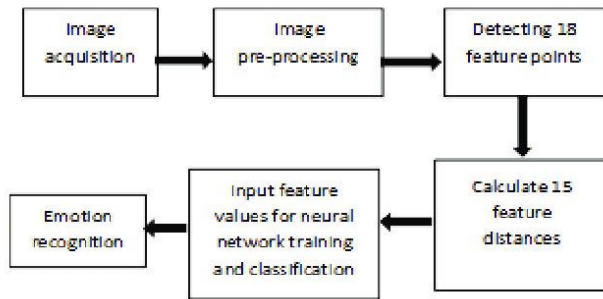 Image
acquisition
Image
pre-processing
Detecting 18
feature points
Calculate 15
feature
distances
Input feature
values for neural
network training
and classification
Emotion
recognition